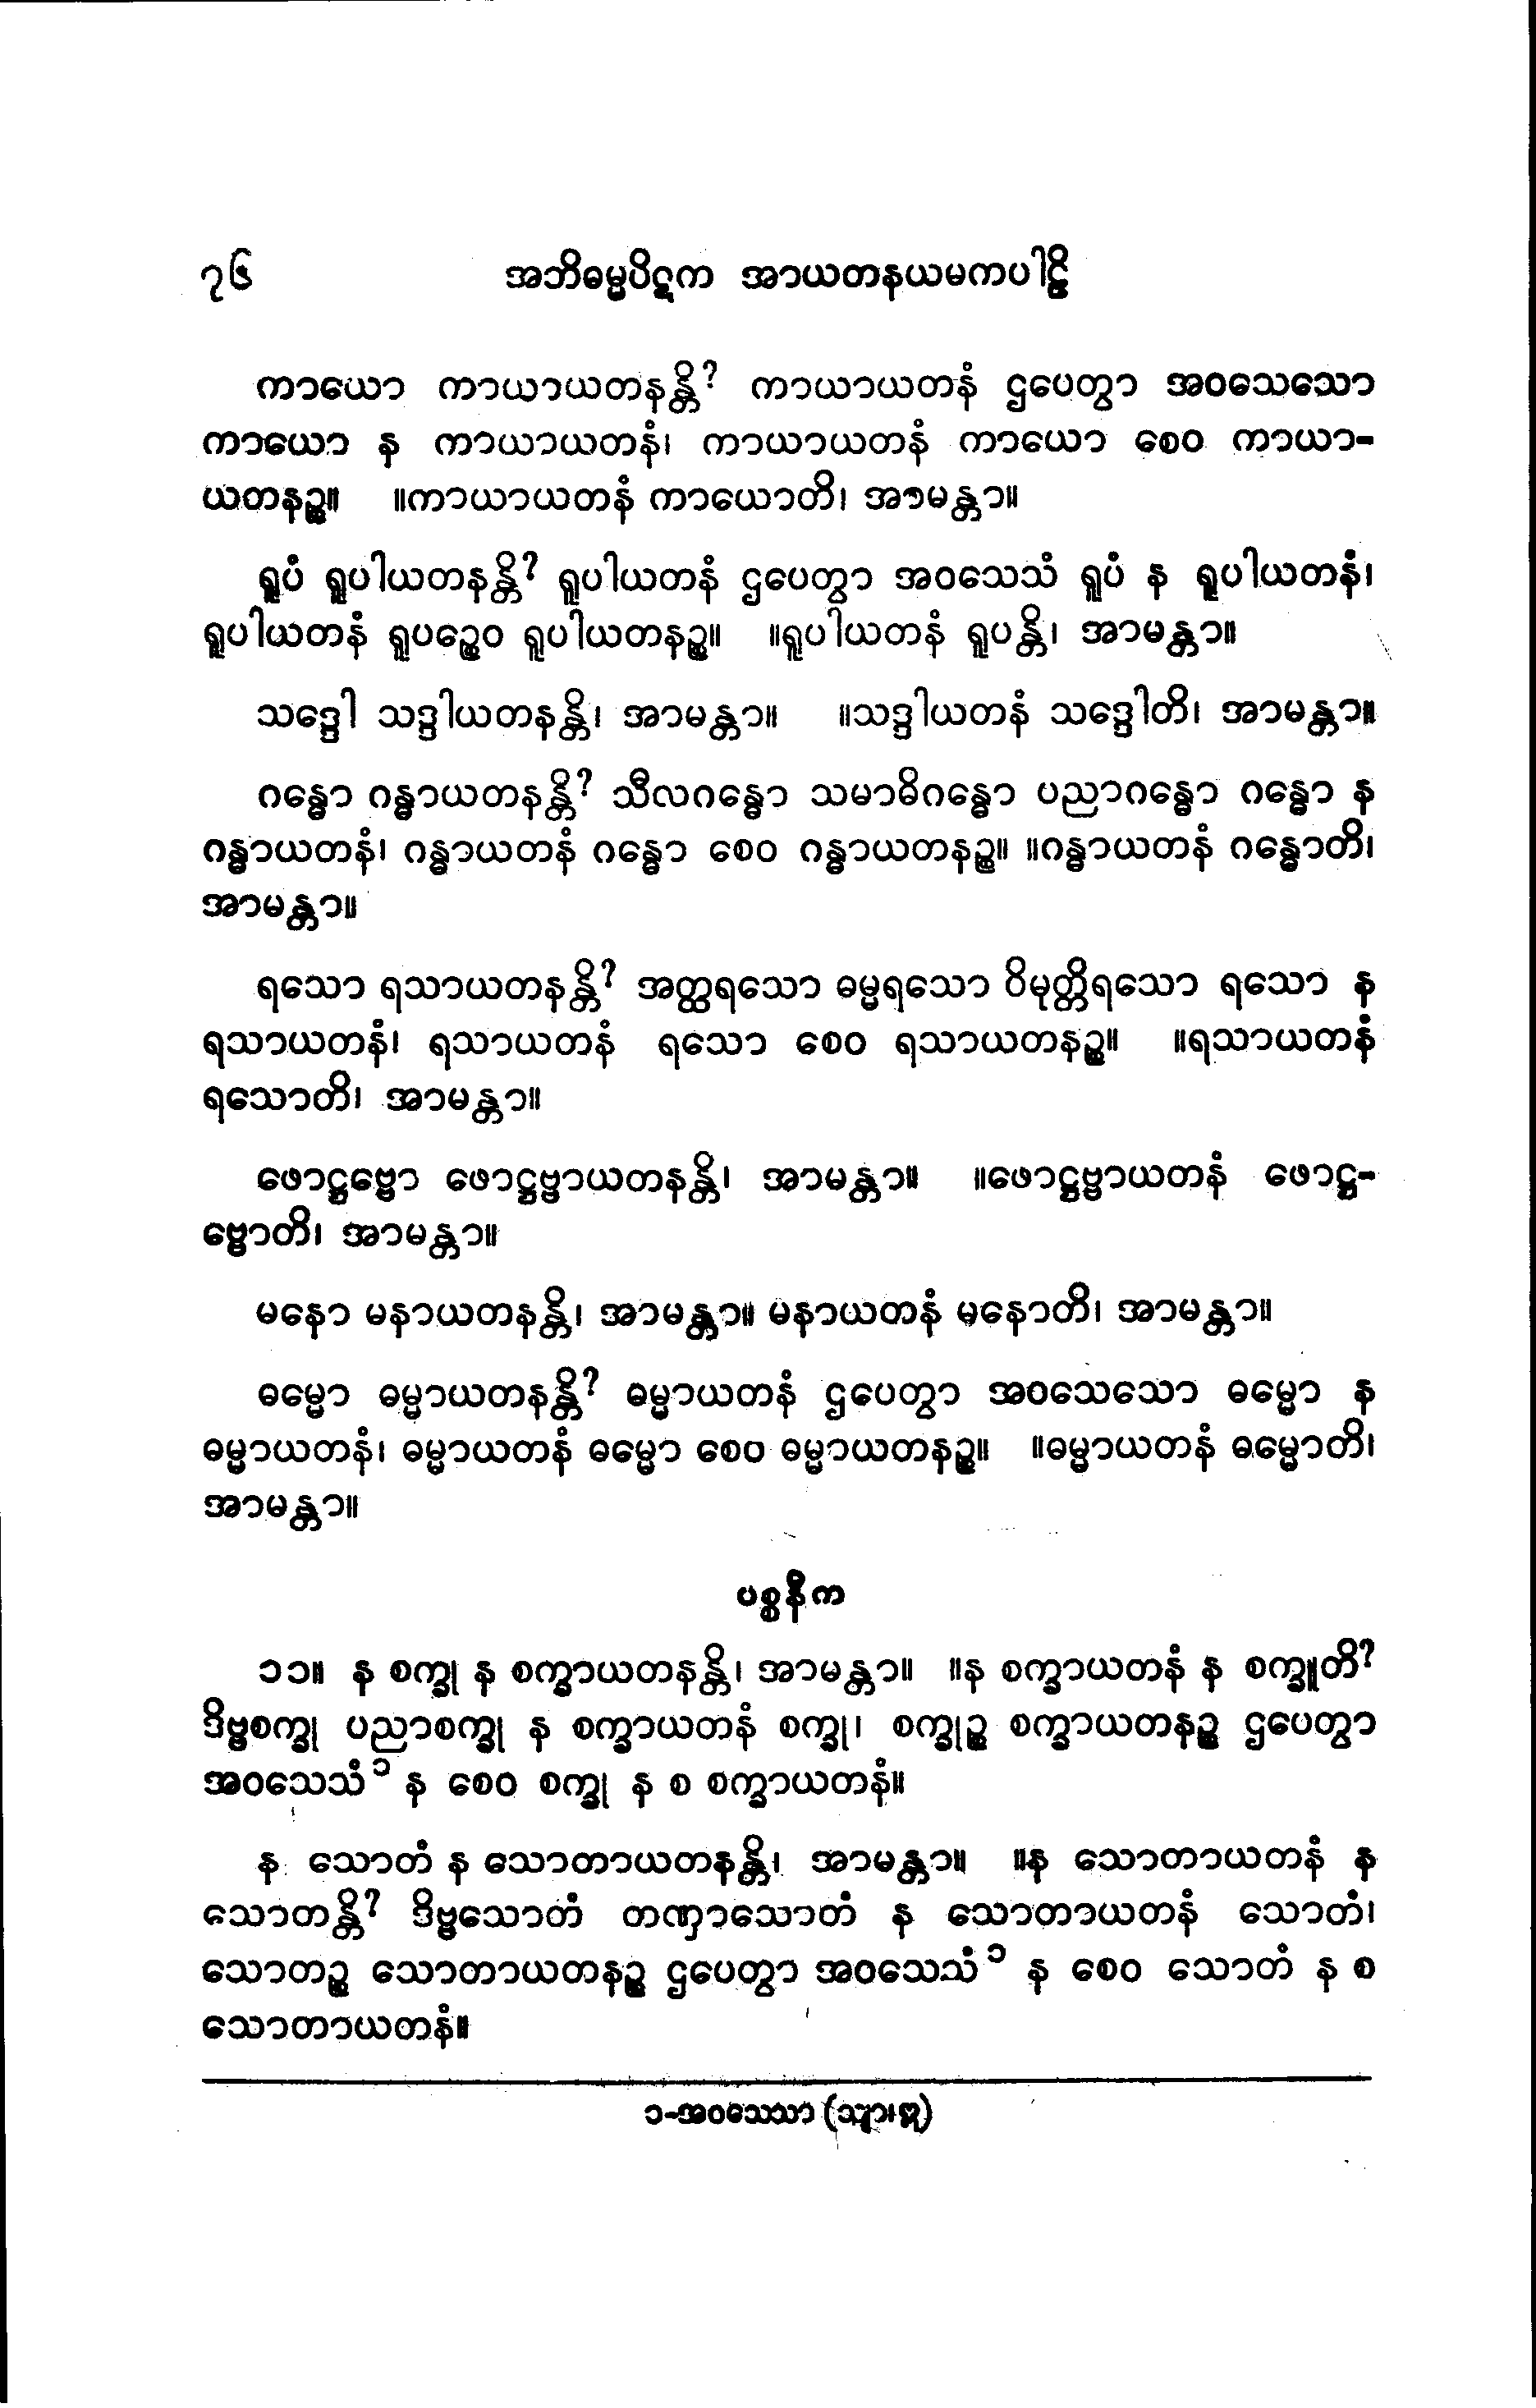 ၇၆ အဘိဓမ္မပိဋက အာယတနယမကပါဠိ
ကာယော ကာယာယတနန္တိ? ကာယာယတနံ ဌပေတွာ အဝသေသော
ကာယော န ကာယာယတနံ၊ ကာယာယတနံ ကာယော စေဝ ကာယာ-
ယတနဉ္စ။ ။ကာယာယတနံ ကာယောတိ၊ အာမန္တာ။
ရူပံ ရူပါယတနန္တိ? ရူပါယတနံ ဌပေတွာ အဝသေသံ ရူပံ န ရူပါယတနံ၊
ရူပါယတနံ ရူပဉ္စေဝ ရူပါယတနဉ္စ။ ။ရူပါယတနံ ရူပန္တိ၊ အာမန္တာ။
သဒ္ဒေါ သဒ္ဒါယတနန္တိ၊ အာမန္တာ။ ။သဒ္ဒါယတနံ သဒ္ဒေါတိ၊ အာမန္တာ။
ဂန္ဓော ဂန္ဓာယတနန္တိ? သီလဂန္ဓော သမာဓိဂန္ဓော ပညာဂန္ဓော ဂန္ဓော န
ဂန္ဓာယတနံ၊ ဂန္ဓာယတနံ ဂန္ဓော စေဝ ဂန္ဓာယတနဉ္စ။ ။ဂန္ဓာယတနံ ဂန္ဓောတိ၊
အာမန္တာ။
ရသော ရသာယတနန္တိ? အတ္ထရသော ဓမ္မရသော ဝိမုတ္တိရသော ရသော န
ရသာယတနံ၊ ရသာယတနံ ရသော စေဝ ရသာယတနဉ္စ။ ။ရသာယတနံ
ရသောတိ၊ အာမန္တာ။
ဖောဋ္ဌဗ္ဗော ဖောဋ္ဌဗ္ဗာယတနန္တိ၊ အာမန္တာ။ ။ဖောဋ္ဌဗ္ဗာယတနံ ဖောဋ္ဌ-
ဗ္ဗောတိ၊ အာမန္တာ။
မနော မနာယတနန္တိ၊ အာမန္တာ။ မနာယတနံ မနောတိ၊ အာမန္တာ။
ဓမ္မော ဓမ္မာယတနန္တိ? ဓမ္မာယတနံ ဌပေတွာ အဝသေသော ဓမ္မော န
ဓမ္မာယတနံ၊ ဓမ္မာယတနံ ဓမ္မော စေဝ ဓမ္မာယတနဉ္စ။ ။ဓမ္မာယတနံ ဓမ္မောတိ၊
အာမန္တာ။
ပစ္စနီက
၁၁။ န စက္ခု န စက္ခာယတနန္တိ၊ အာမန္တာ။ ။န စက္ခာယတနံ န စက္ခူတိ?
ဒိဗ္ဗစက္ခု ပညာစက္ခု န စက္ခာယတနံ စက္ခု၊ စက္ခုဉ္စ စက္ခာယတနဉ္စ ဌပေတွာ
အဝသေသံ ၁ န စေဝ စက္ခု န စ စက္ခာယတနံ။
န သောတံ န သောတာယတနန္တိ၊ အာမန္တာ။ ။န သောတာယတနံ န
သောတန္တိ? ဒိဗ္ဗသောတံ တဏှာသောတံ န သောတာယတနံ သောတံ၊
သောတဉ္စ သောတာယတနဉ္စ ဌပေတွာ အဝသေသံ ၁ န စေဝ သောတံ န စ
သောတာယတနံ။
၁-အဝသေသာ (သျာ၊ဣ)